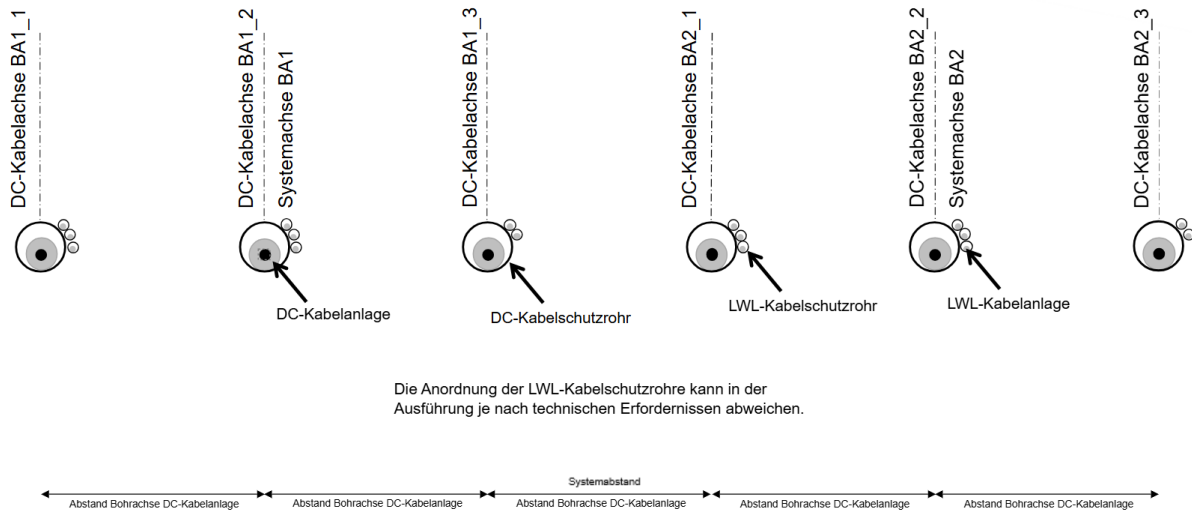 DC-Kabelachse BA1_1
DC-Kabelachse BA1_2
Systemachse BA1
DC-Kabelachse BA1_3
DC-Kabelachse BA2_1
DC-Kabelachse BA2_2
Systemachse BA2
DC-Kabelachse BA2_3
DC-Kabelanlage
DC-Kabelschutzrohr
LWL-Kabelschutzrohr
LWL-Kabelanlage
Die Anordnung der LWL-Kabelschutzrohre kann in der
Ausführung je nach technischen Erfordernissen abweichen.
Systemabstand
Abstand Bohrachse DC-Kabelanlage
Abstand Bohrachse DC-Kabelanlage
Abstand Bohrachse DC-Kabelanlage
Abstand Bohrachse DC-Kabelanlage
Abstand Bohrachse DC-Kabelanlage